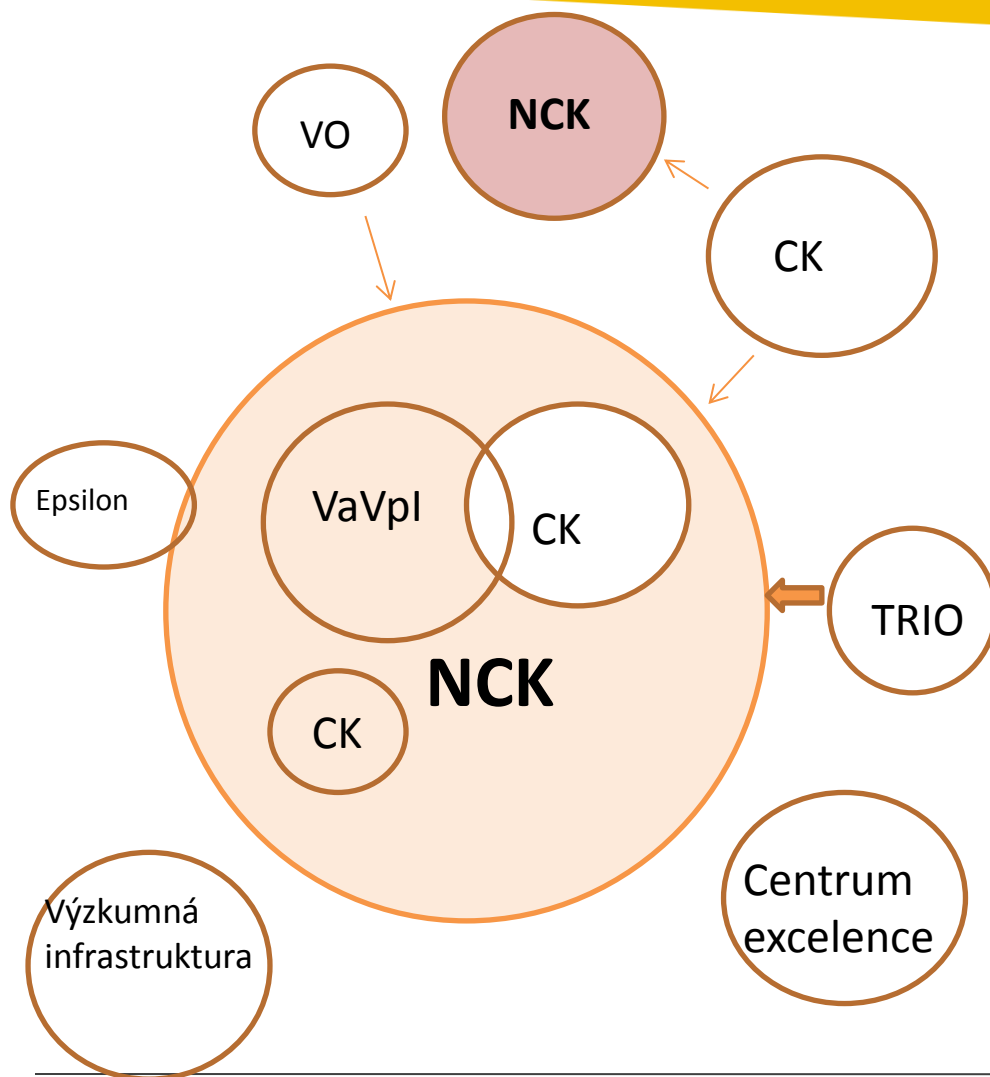 NCK
VO
CK
VaVpI
CK
Epsilon
TRIO
NCK
CK
Centrum
excelence
Výzkumná
infrastruktura